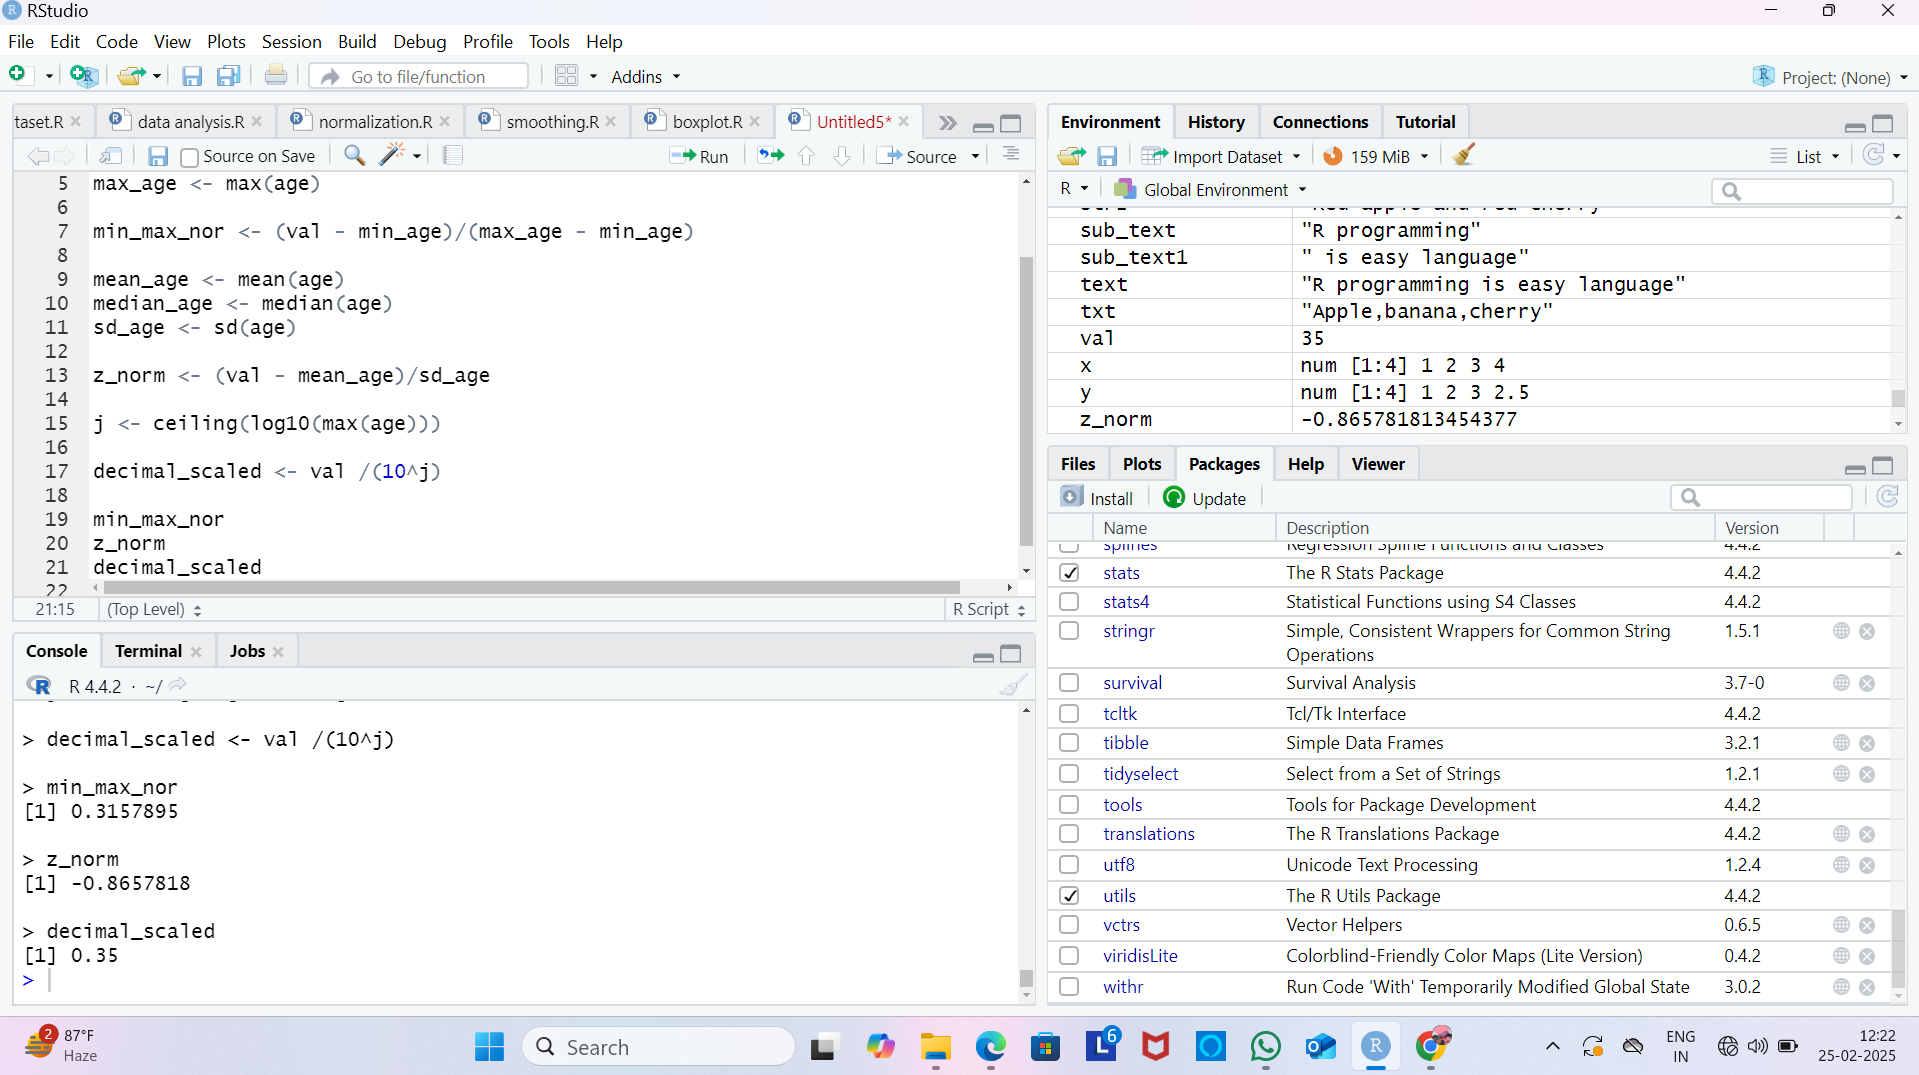 RStudio
File Edit Code View Plots Session Build Debug Profile Tools Help
Go to file/function Addins Project: (None)
taset.R data analysis.R normalization.R smoothing.R boxplot.R Untitled5*
Source on Save Run Source
5 max_age <- max(age)
6
7 min_max_nor <- (val - min_age)/(max_age - min_age)
8
9 mean_age <- mean(age)
10 median_age <- median(age)
11 sd_age <- sd(age)
12
13 z_norm <- (val - mean_age)/sd_age
14
15 j <- ceiling(log10(max(age)))
16
17 decimal_scaled <- val /(10^j)
18
19 min_max_nor
20 z_norm
21 decimal_scaled
22
21:15 (Top Level) R Script
Console Terminal Jobs
R 4.4.2 · ~/
> decimal_scaled <- val /(10^j)
> min_max_nor
[1] 0.3157895
> z_norm
[1] -0.8657818
> decimal_scaled
[1] 0.35
>
Environment History Connections Tutorial
Import Dataset 159 MiB List
R Global Environment
sub_text "R programming"
sub_text1 " is easy language"
text "R programming is easy language"
txt "Apple,banana,cherry"
val 35
x num [1:4] 1 2 3 4
y num [1:4] 1 2 3 2.5
z_norm -0.865781813454377
Files Plots Packages Help Viewer
Install Update
Name Description Version
splines Regression Spline Functions and Classes 4.4.2
stats The R Stats Package 4.4.2
stats4 Statistical Functions using S4 Classes 4.4.2
stringr Simple, Consistent Wrappers for Common String 1.5.1
Operations
survival Survival Analysis 3.7-0
tcltk Tcl/Tk Interface 4.4.2
tibble Simple Data Frames 3.2.1
tidyselect Select from a Set of Strings 1.2.1
tools Tools for Package Development 4.4.2
translations The R Translations Package 4.4.2
utf8 Unicode Text Processing 1.2.4
utils The R Utils Package 4.4.2
vctrs Vector Helpers 0.6.5
viridisLite Colorblind-Friendly Color Maps (Lite Version) 0.4.2
withr Run Code 'With' Temporarily Modified Global State 3.0.2
2 87°F
Haze
Search
L 6
R
ENG
IN
12:22
25-02-2025